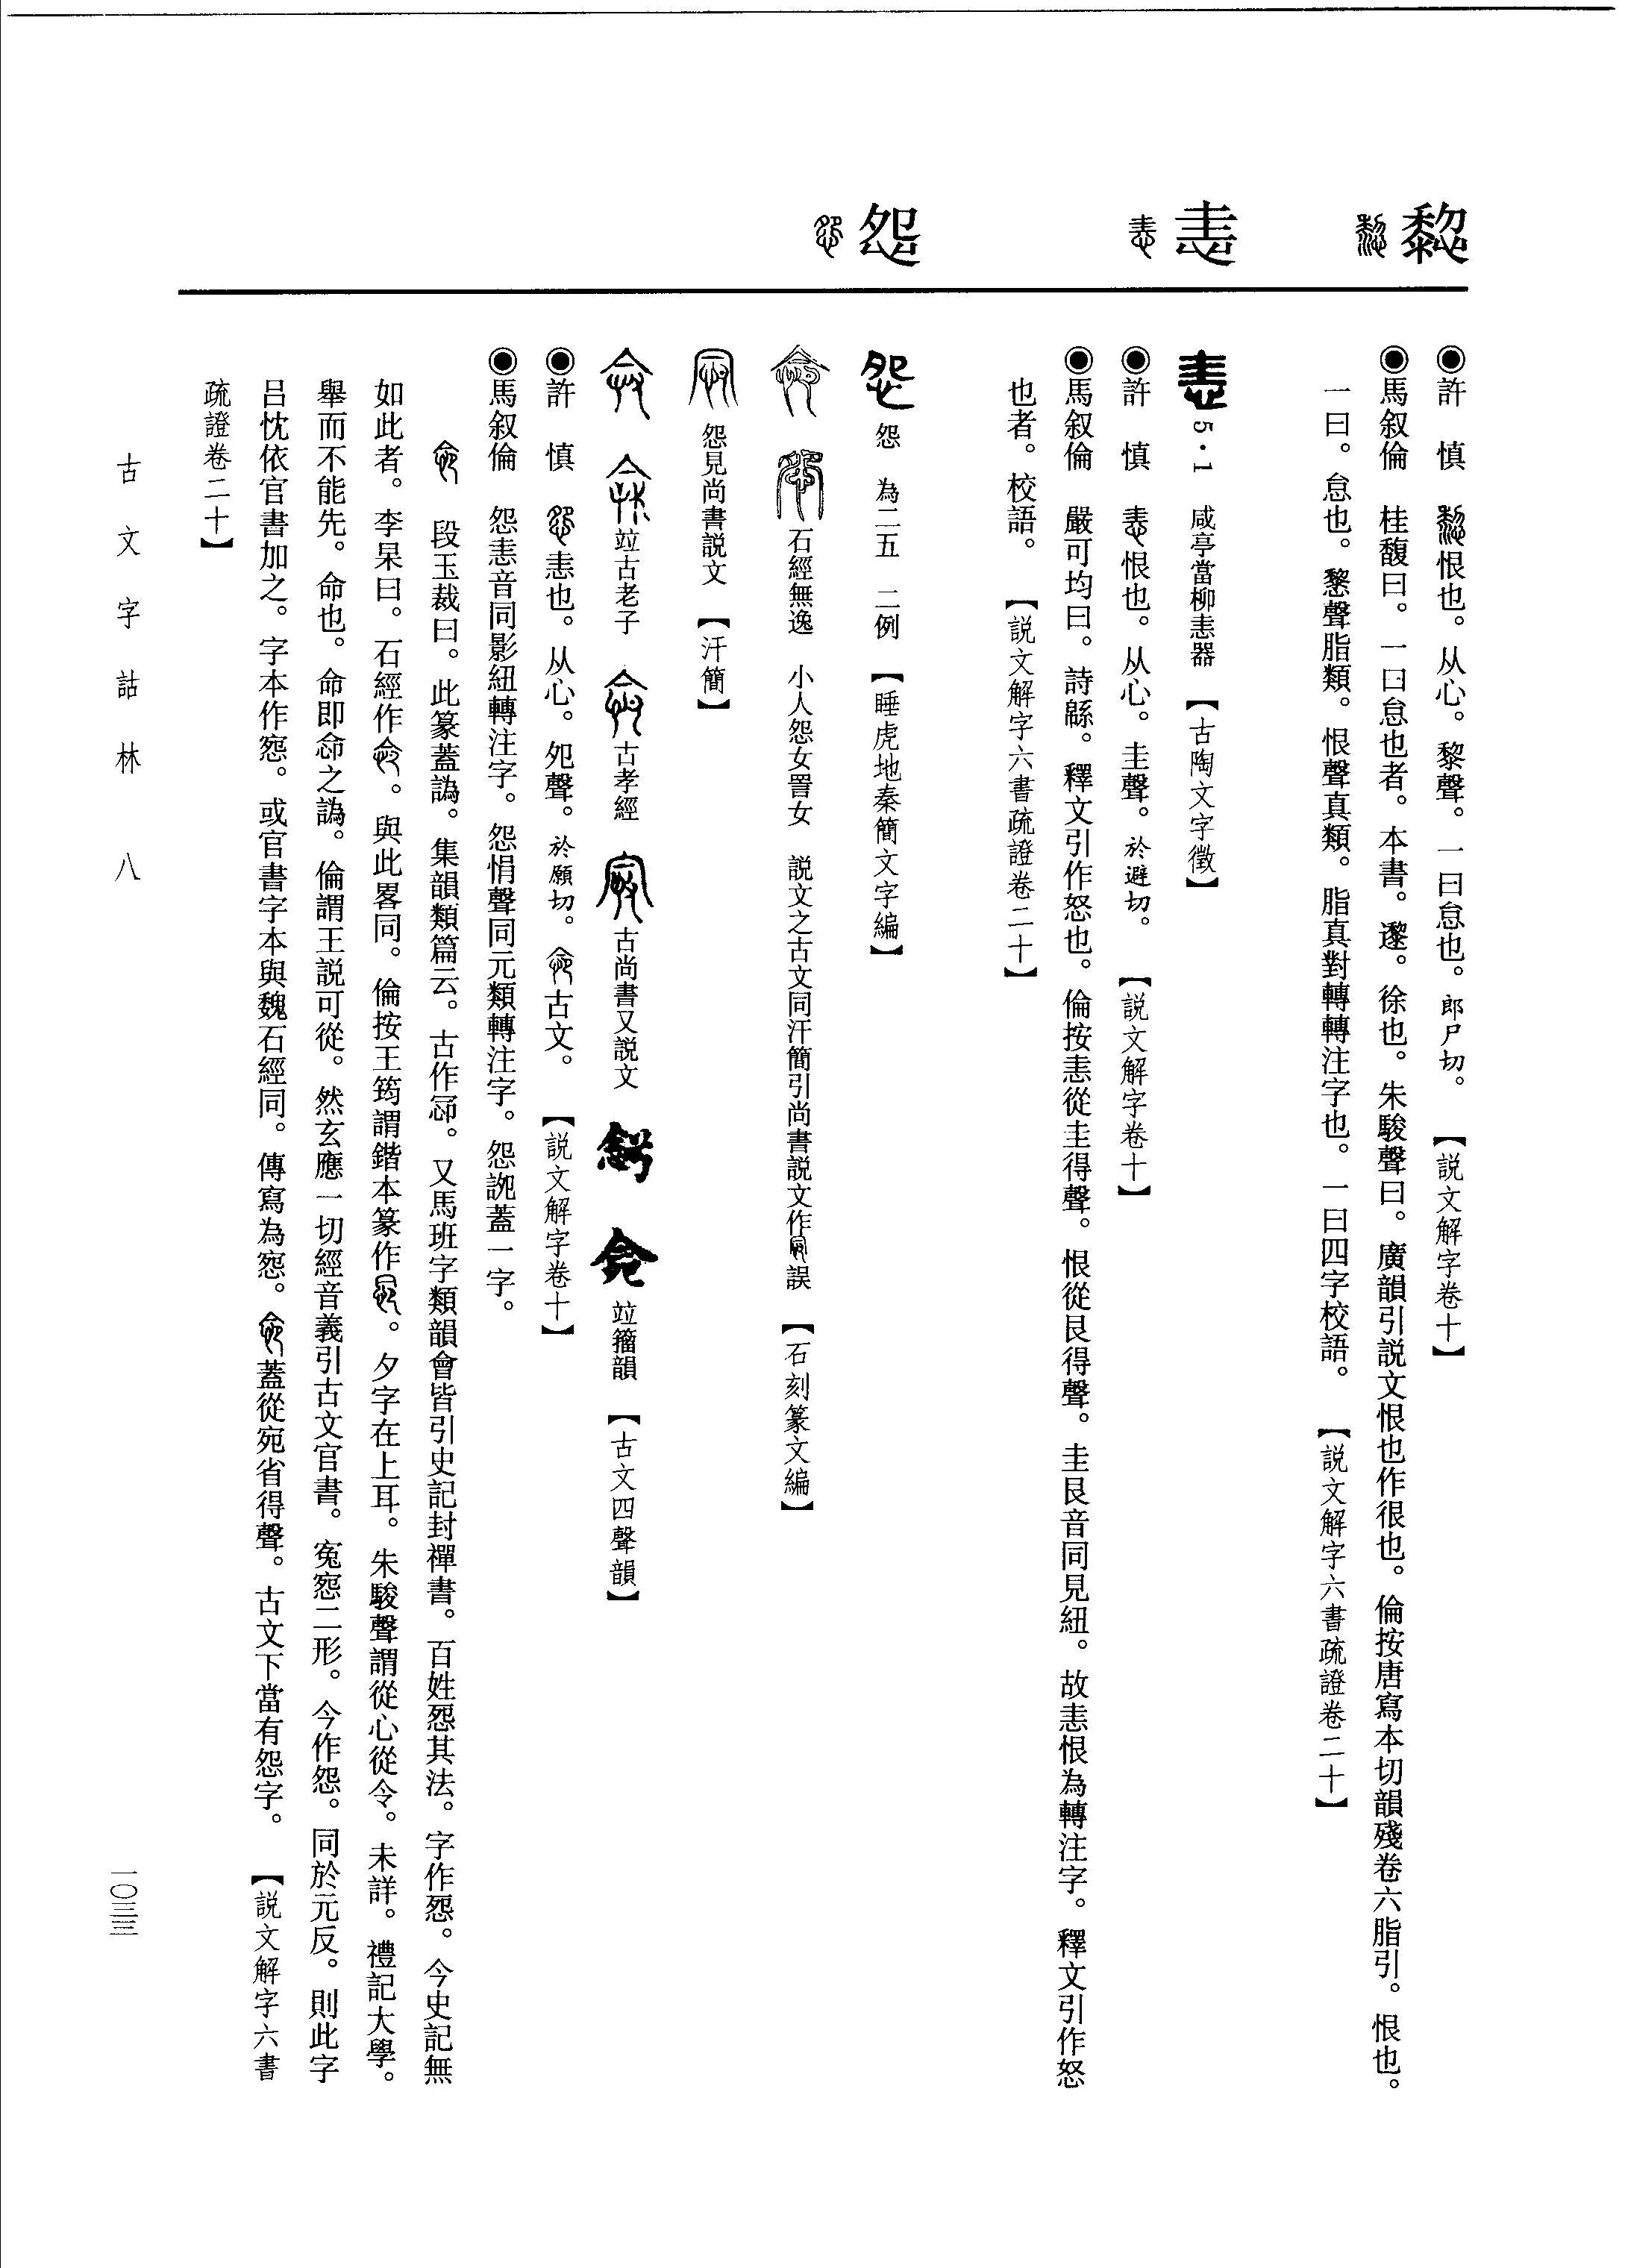 恚
怨
◉許　慎　恨也。从心。黎聲。一曰怠也。郎尸切。　【說文解字卷十】
◉馬叙倫　桂馥曰。一曰怠也者。本書。邌。徐也。朱駿聲曰。廣韻引說文恨也作很也。倫按唐寫本切韻殘卷六脂引。恨也。
一曰。怠也。聲脂類。恨聲真類。脂真對轉轉注字也。一曰四字校語。　【說文解字六書疏證卷二十】
5·1　咸亭當柳恚器　【古陶文字徵】
◉許　慎　恨也。从心。圭聲。於避切。　【說文解字卷十】
◉馬叙倫　嚴可均曰。詩緜。釋文引作怒也。倫按恚從圭得聲。恨從艮得聲。圭艮音同見紐。故恚恨為轉注字。釋文引作怒
也者。校語。　【說文解字六書疏證卷二十】
怨　為二五　二例　【睡虎地秦簡文字編】
石經無逸　小人怨女詈女　說文之古文同汗簡引尚書說文作誤　【石刻篆文編】
怨見尚書說文　【汗簡】
竝古老子　古孝經　古尚書又說文　竝籀韻　【古文四聲韻】
◉許　慎　恚也。从心。夗聲。於願切。古文。　【說文解字卷十】
◉馬叙倫　怨恚音同影紐轉注字。怨悁聲同元類轉注字。怨䛄蓋一字。
段玉裁曰。此篆蓋譌。集韻類篇云。古作。又馬班字類韻會皆引史記封禪書。百姓怨其法。字作怨。今史記無
如此者。李杲曰。石經作。與此畧同。倫按王筠謂鍇本篆作。夕字在上耳。朱駿聲謂從心從令。未詳。禮記大學。
舉而不能先。命也。命即之譌。倫謂王說可從。然玄應一切經音義引古文官書。寃惌二形。今作怨。同於元反。則此字
吕忱依官書加之。字本作惌。或官書字本與魏石經同。傳寫為惌。蓋從宛省得聲。古文下當有怨字。　【說文解字六書
疏證卷二十】
古文字詁林　八
一〇三三